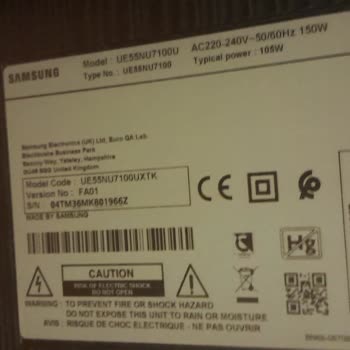 SAMSUNG
Model : UE55NU7100U AC220-240V~50/60Hz 150W
Type No. : UE55NU7100 Typical power : 105W
Samsung Electronics (UK) Ltd, Euro QA Lab.
Blackbushe Business Park
Saxony Way, Yateley, Hampshire
GU46 6GG United Kingdom
Model Code : UE55NU7100UXTK
Version No : FA01
S/N : 04TM36MK801966Z
MADE BY SAMSUNG
CE
Hg
CAUTION
RISK OF ELECTRIC SHOCK
DO NOT OPEN
WARNING : TO PREVENT FIRE OR SHOCK HAZARD
DO NOT EXPOSE THIS UNIT TO RAIN OR MOISTURE
AVIS : RISQUE DE CHOC ELECTRIQUE - NE PAS OUVRIR